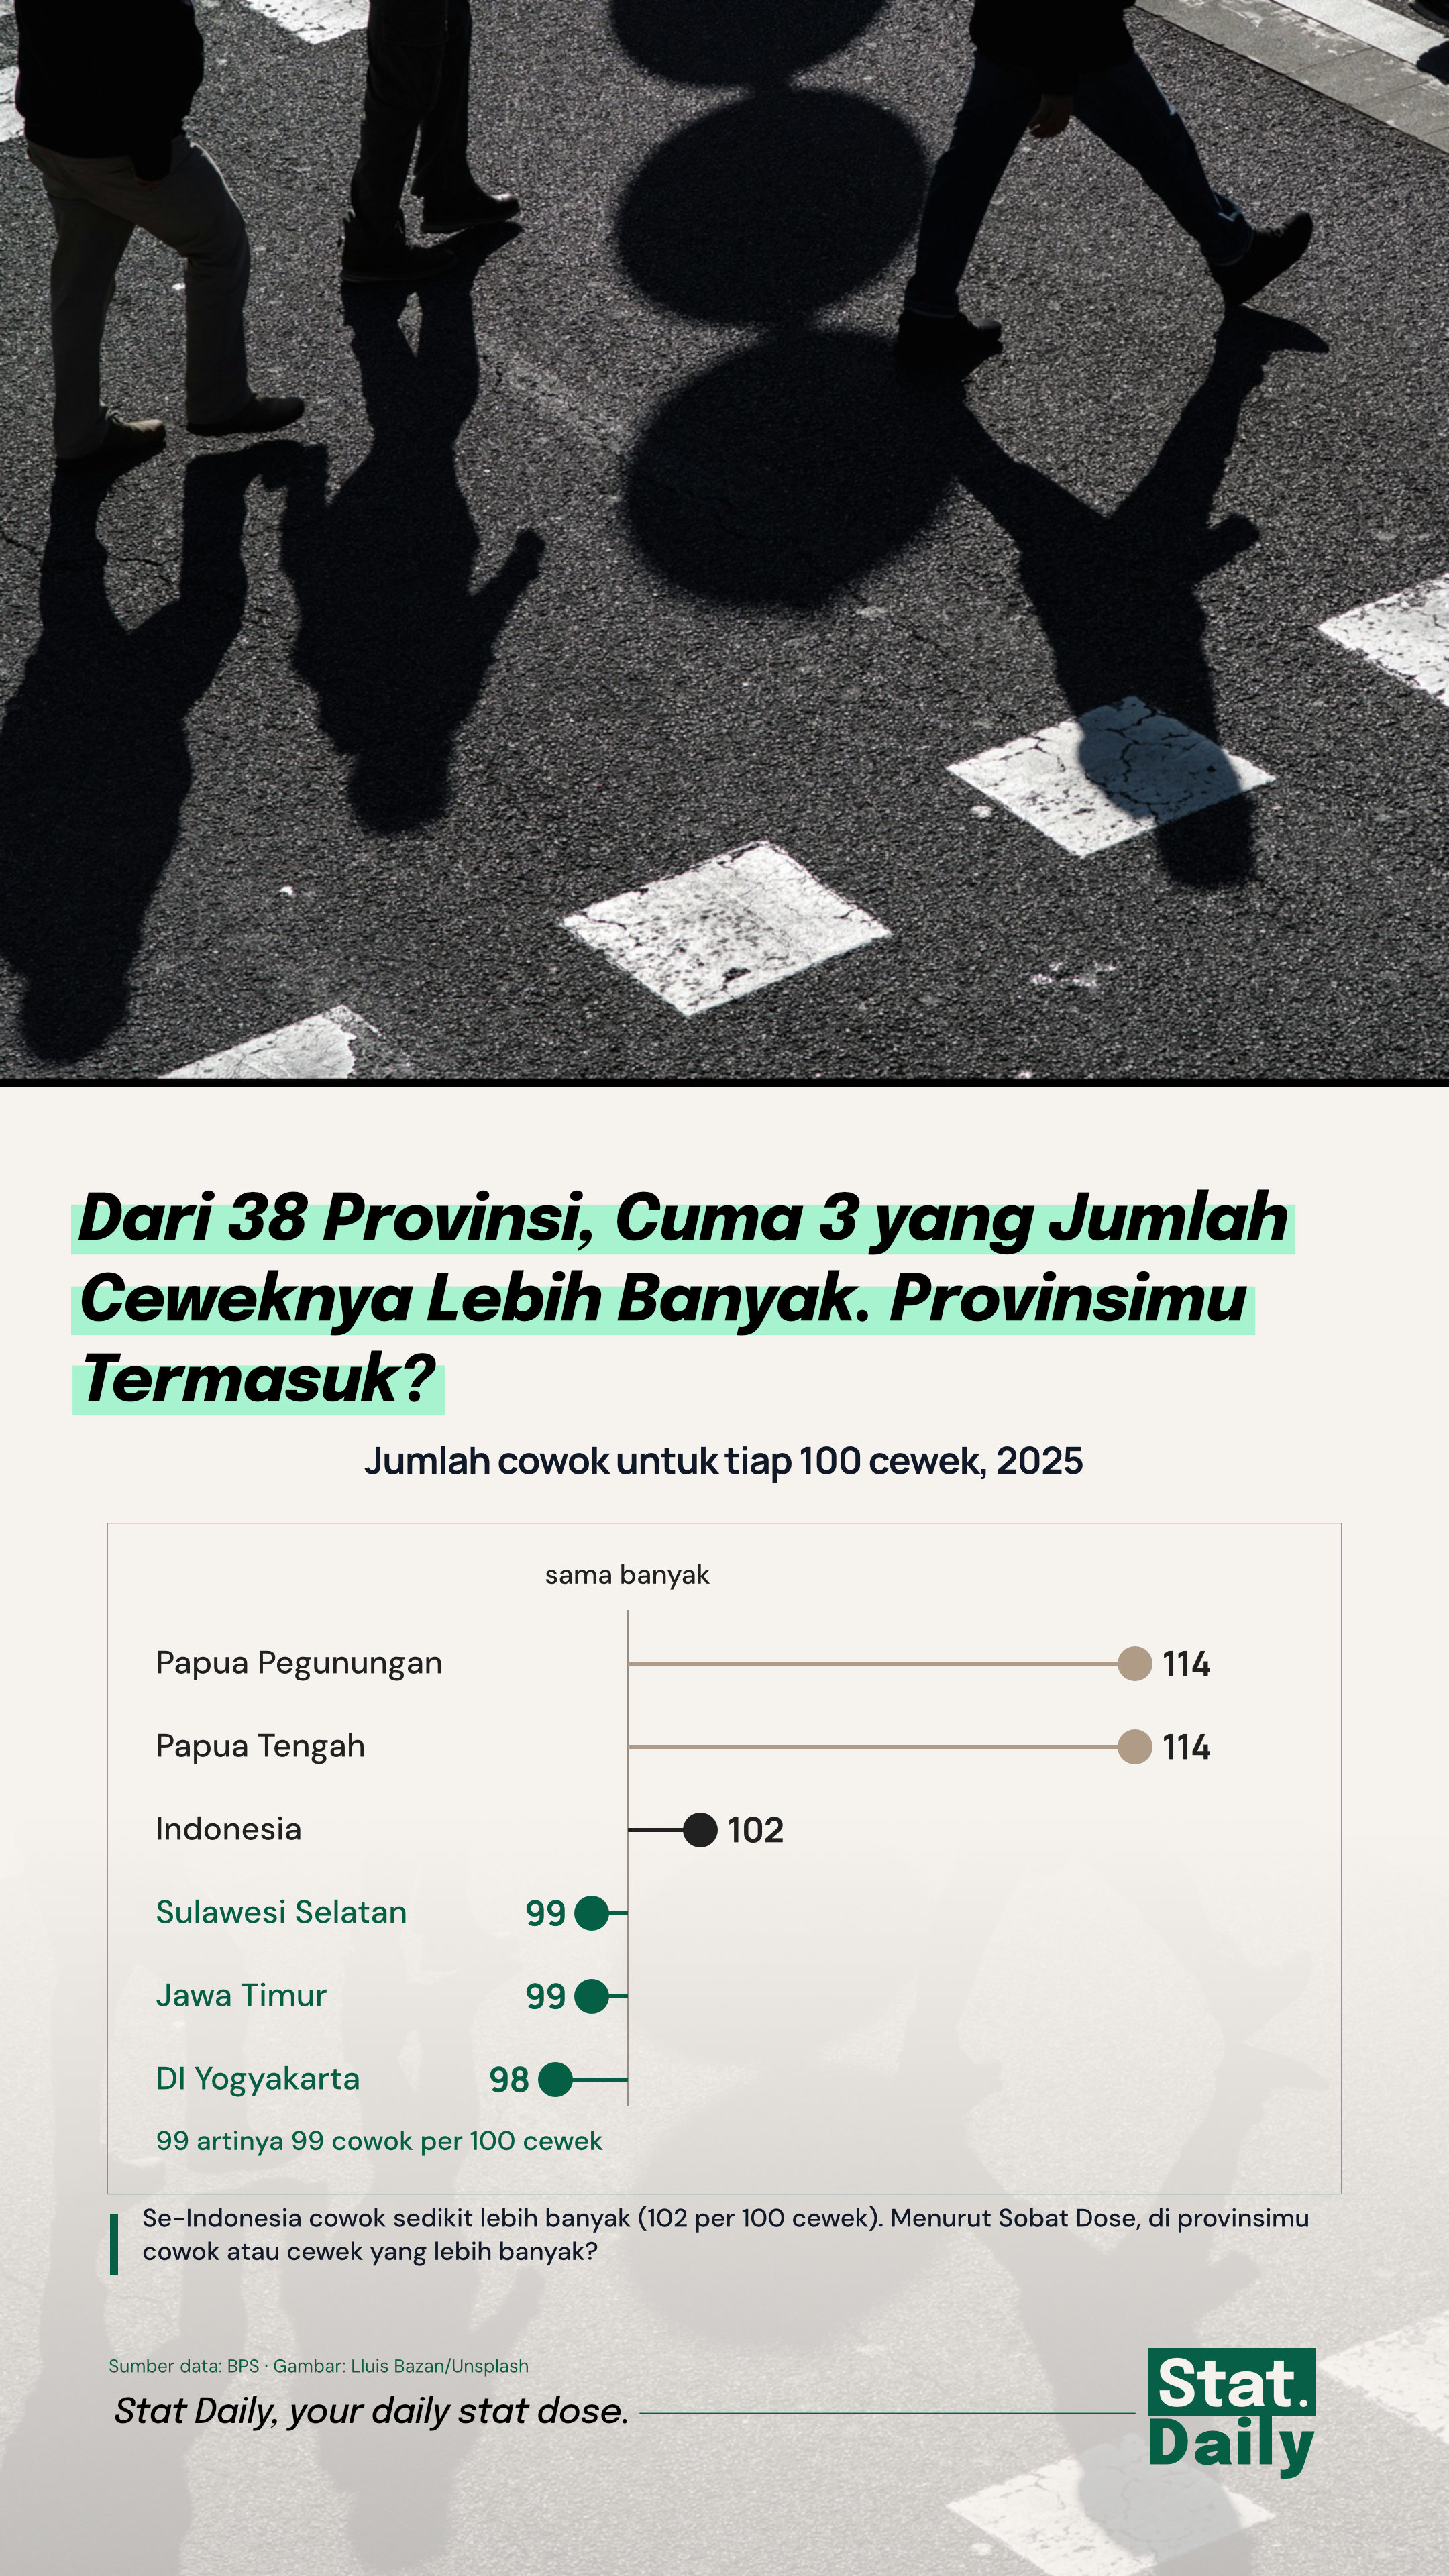 Dari 38 Provinsi, Cuma 3 yang Jumlah
Ceweknya Lebih Banyak. Provinsimu
Termasuk?
Jumlah cowok untuk tiap 100 cewek, 2025
sama banyak
Papua Pegunungan 114
Papua Tengah 114
Indonesia 102
Sulawesi Selatan 99
Jawa Timur 99
DI Yogyakarta 98
99 artinya 99 cowok per 100 cewek
Se-Indonesia cowok sedikit lebih banyak (102 per 100 cewek). Menurut Sobat Dose, di provinsimu
cowok atau cewek yang lebih banyak?
Sumber data: BPS · Gambar: Lluis Bazan/Unsplash
Stat Daily, your daily stat dose.
Stat.
Daily